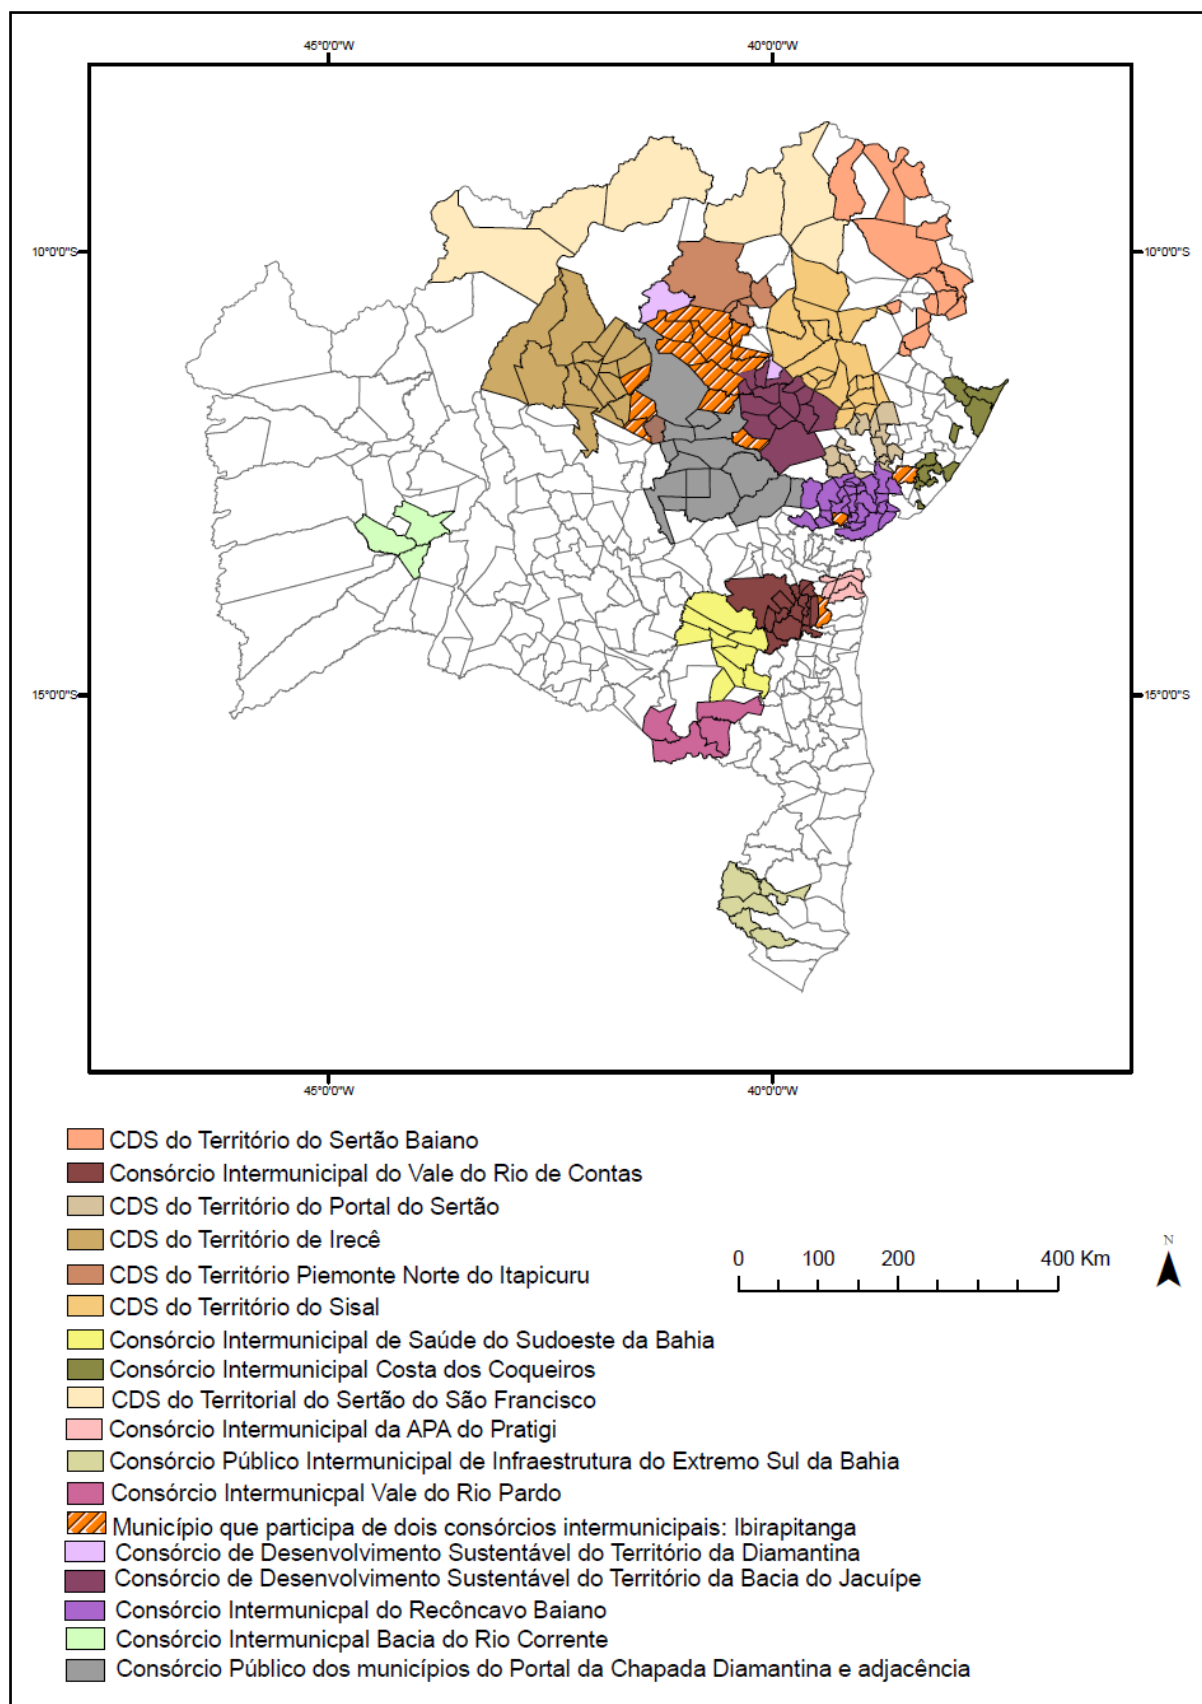 45°0'0"W 40°0'0"W
10°0'0"S 10°0'0"S
15°0'0"S 15°0'0"S
45°0'0"W 40°0'0"W
CDS do Território do Sertão Baiano
Consórcio Intermunicipal do Vale do Rio de Contas
CDS do Território do Portal do Sertão
CDS do Território de Irecê
CDS do Território Piemonte Norte do Itapicuru
CDS do Território do Sisal
Consórcio Intermunicipal de Saúde do Sudoeste da Bahia
Consórcio Intermunicipal Costa dos Coqueiros
CDS do Territorial do Sertão do São Francisco
Consórcio Intermunicipal da APA do Pratigi
Consórcio Público Intermunicipal de Infraestrutura do Extremo Sul da Bahia
Consórcio Intermunicpal Vale do Rio Pardo
Município que participa de dois consórcios intermunicipais: Ibirapitanga
Consórcio de Desenvolvimento Sustentável do Território da Diamantina
Consórcio de Desenvolvimento Sustentável do Território da Bacia do Jacuípe
Consórcio Intermunicpal do Recôncavo Baiano
Consórcio Intermunicpal Bacia do Rio Corrente
Consórcio Público dos municípios do Portal da Chapada Diamantina e adjacência
0 100 200 400 Km
N